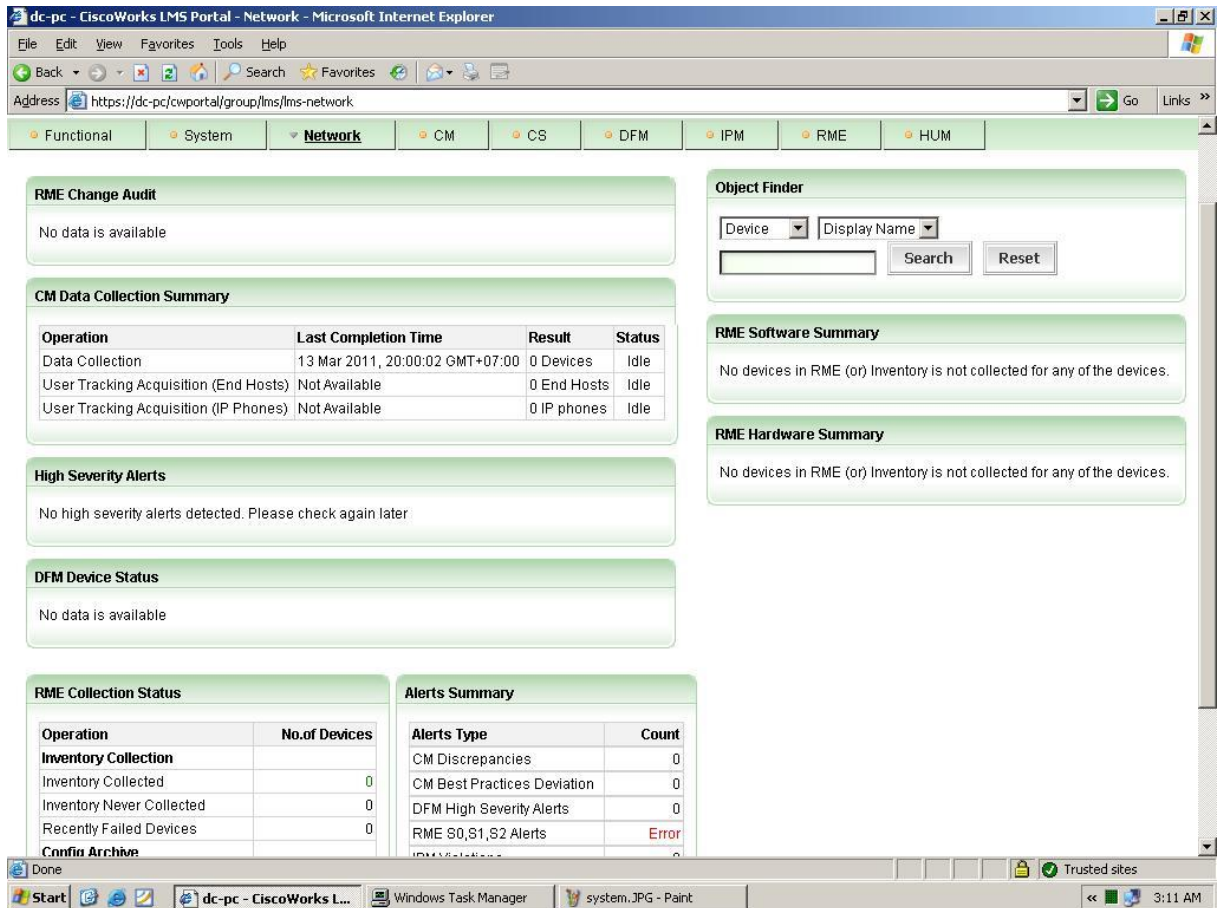 dc-pc - CiscoWorks LMS Portal - Network - Microsoft Internet Explorer
File Edit View Favorites Tools Help
Back Search Favorites
Address https://dc-pc/cwportal/group/lms/lms-network Go Links »
Functional System Network CM CS DFM IPM RME HUM
RME Change Audit
No data is available
CM Data Collection Summary
Operation Last Completion Time Result Status
Data Collection 13 Mar 2011, 20:00:02 GMT+07:00 0 Devices Idle
User Tracking Acquisition (End Hosts) Not Available 0 End Hosts Idle
User Tracking Acquisition (IP Phones) Not Available 0 IP phones Idle
High Severity Alerts
No high severity alerts detected. Please check again later
DFM Device Status
No data is available
RME Collection Status
Operation No.of Devices
Inventory Collection
Inventory Collected 0
Inventory Never Collected 0
Recently Failed Devices 0
Config Archive
Alerts Summary
Alerts Type Count
CM Discrepancies 0
CM Best Practices Deviation 0
DFM High Severity Alerts 0
RME S0,S1,S2 Alerts Error
IPM Violations 0
Object Finder
Device Display Name
Search Reset
RME Software Summary
No devices in RME (or) Inventory is not collected for any of the devices.
RME Hardware Summary
No devices in RME (or) Inventory is not collected for any of the devices.
Done Trusted sites
Start dc-pc - CiscoWorks L... Windows Task Manager system.JPG - Paint « 3:11 AM